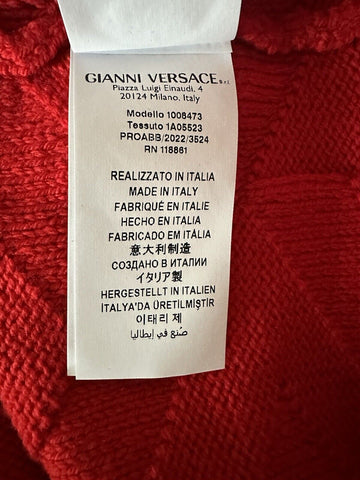 GIANNI VERSACE S.r.l.
Piazza Luigi Einaudi, 4
20124 Milano, Italy
Modello 1008473
Tessuto 1A05523
PROABB/2022/3524
RN 118861
REALIZZATO IN ITALIA
MADE IN ITALY
FABRIQUÉ EN ITALIE
HECHO EN ITALIA
FABRICADO EM ITÁLIA
意大利制造
СОЗДАНО В ИТАЛИИ
イタリア製
HERGESTELLT IN ITALIEN
İTALYA'DA ÜRETİLMİŞTİR
이태리 제
صُنع في إيطاليا